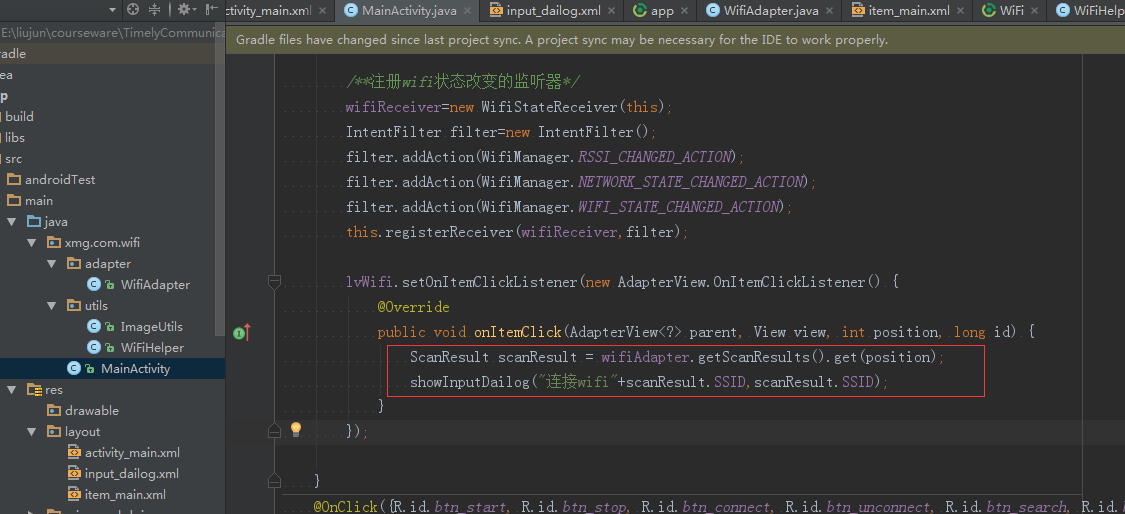 ctivity_main.xml MainActivity.java input_dailog.xml app WifiAdapter.java item_main.xml WiFi WiFiHelp
E:\liujun\courseware\TimelyCommunica
Gradle files have changed since last project sync. A project sync may be necessary for the IDE to work properly.
radle
ea
p
build
libs
src
androidTest
main
java
xmg.com.wifi
adapter
WifiAdapter
utils
ImageUtils
WiFiHelper
MainActivity
res
drawable
layout
activity_main.xml
input_dailog.xml
item_main.xml
/**注册wifi状态改变的监听器*/
wifiReceiver=new WifiStateReceiver(this);
IntentFilter filter=new IntentFilter();
filter.addAction(WifiManager.RSSI_CHANGED_ACTION);
filter.addAction(WifiManager.NETWORK_STATE_CHANGED_ACTION);
filter.addAction(WifiManager.WIFI_STATE_CHANGED_ACTION);
this.registerReceiver(wifiReceiver,filter);
lvWifi.setOnItemClickListener(new AdapterView.OnItemClickListener() {
@Override
public void onItemClick(AdapterView<?> parent, View view, int position, long id) {
ScanResult scanResult = wifiAdapter.getScanResults().get(position);
showInputDailog("连接wifi"+scanResult.SSID,scanResult.SSID);
}
});
}
@OnClick({R.id.btn_start, R.id.btn_stop, R.id.btn_connect, R.id.btn_unconnect, R.id.btn_search, R.id.